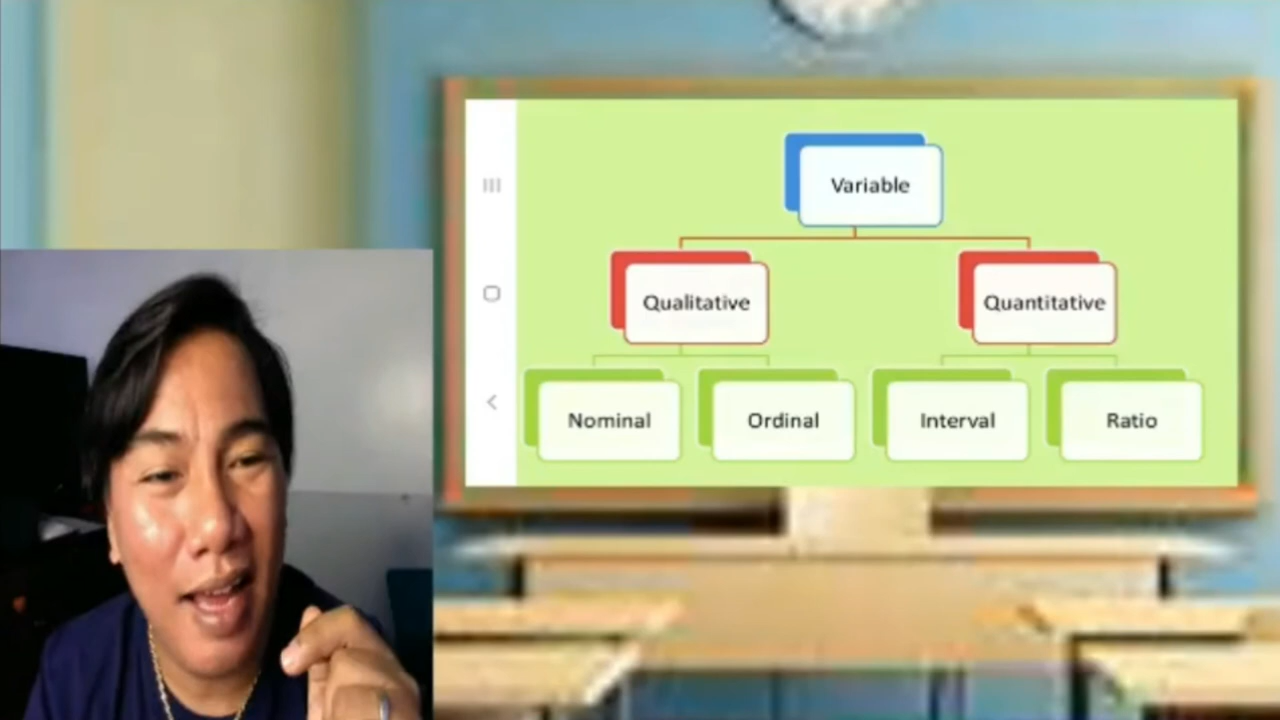 Variable
Qualitative
Quantitative
Nominal
Ordinal
Interval
Ratio